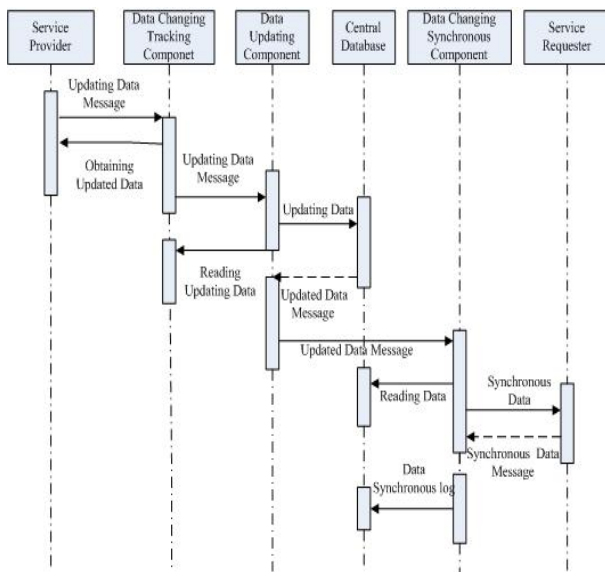 Service
Provider
Data Changing
Tracking
Componet
Data
Updating
Component
Central
Database
Data Changing
Synchronous
Component
Service
Requester
Updating Data
Message
Obtaining
Updated Data
Updating Data
Message
Updating Data
Reading
Updating Data
Updated Data
Message
Updated Data Message
Reading Data
Synchronous
Data
Synchronous Data
Message
Data
Synchronous log